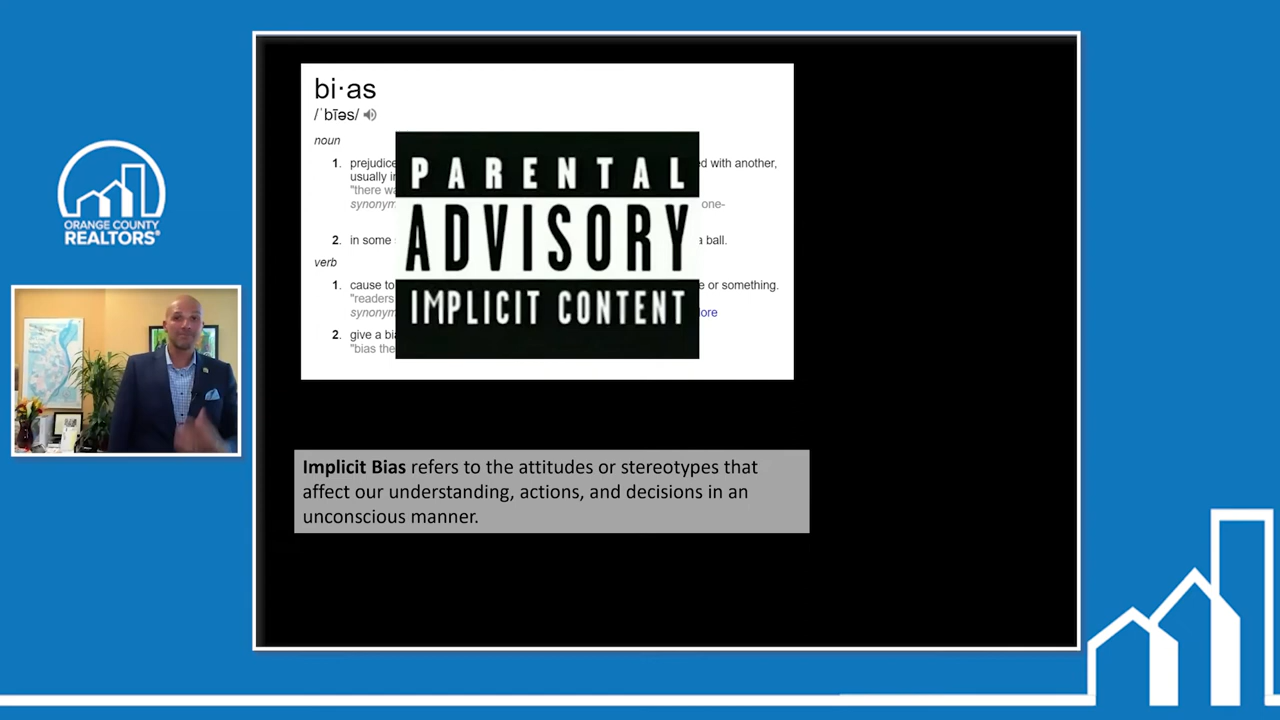 ORANGE COUNTY
REALTORS®
bi·as
/ˈbīəs/
noun
1. prejudice
d with another,
usually in
"there wa
synonym
one-
2. in some
a ball.
verb
1. cause to
e or something.
"readers
synonym
ore
2. give a bia
"bias the
PARENTAL
ADVISORY
IMPLICIT CONTENT
Implicit Bias refers to the attitudes or stereotypes that
affect our understanding, actions, and decisions in an
unconscious manner.